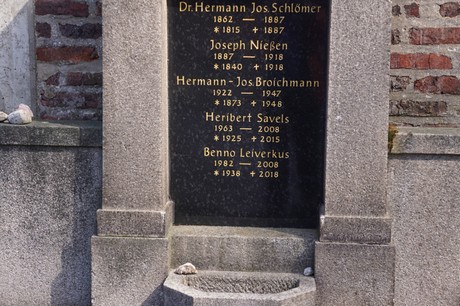 Dr. Hermann Jos. Schlömer
1862 — 1887
* 1815 + 1882
Joseph Nießen
1887 — 1918
* 1840 + 1918
Hermann-Jos. Broichmann
1922 — 1947
* 1873 + 1948
Heribert Savels
1963 — 2008
* 1925 + 2015
Benno Leiverkus
1982 — 2008
* 1938 + 2018